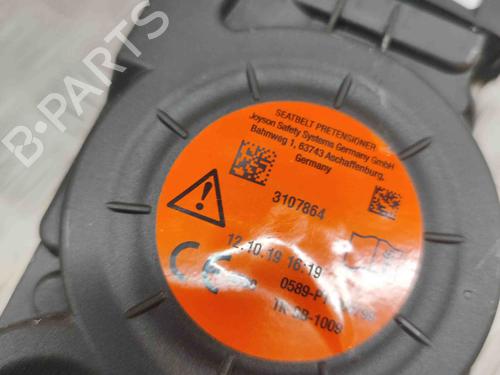 SEATBELT PRETENSIONER
Joyson Safety Systems Germany GmbH
Bahnweg 1, 63743 Aschaffenburg,
Germany
3107864
12.10.19 16:19
CE
B-PARTS